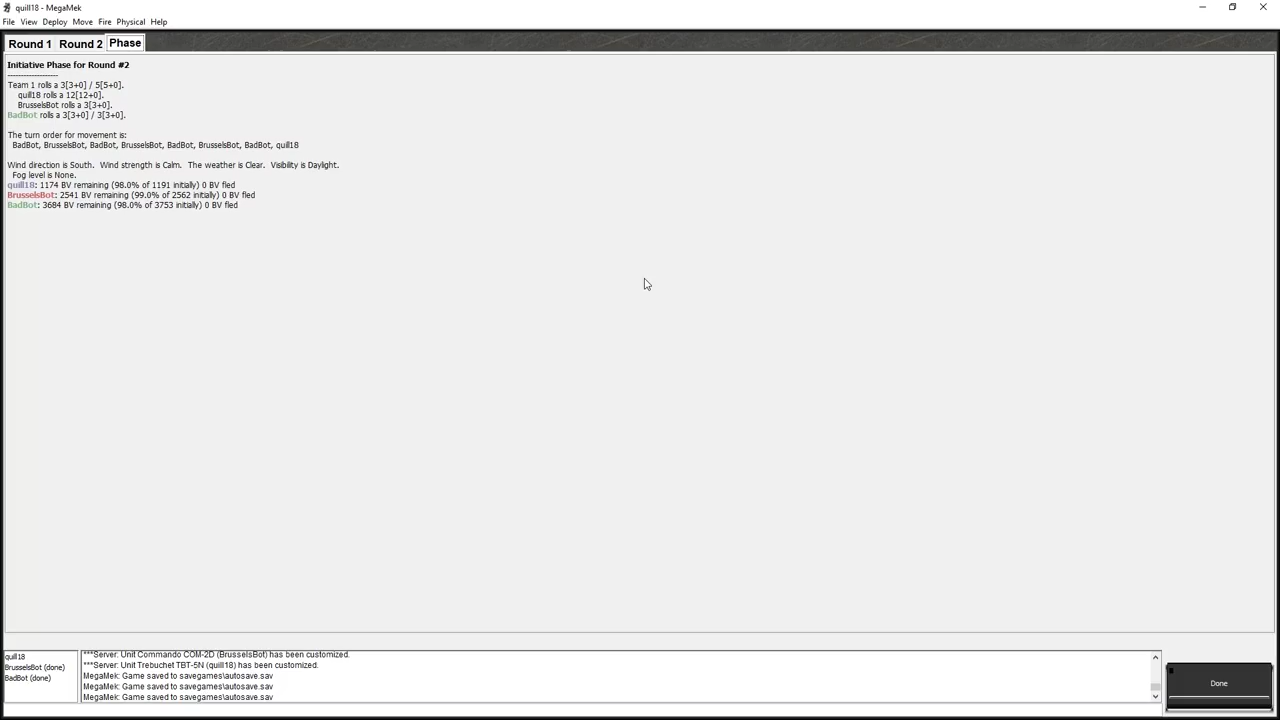 quill18 - MegaMek
File View Deploy Move Fire Physical Help
Round 1 Round 2 Phase
Initiative Phase for Round #2
-------------------
Team 1 rolls a 3[3+0] / 5[5+0].
quill18 rolls a 12[12+0].
BrusselsBot rolls a 3[3+0].
BadBot rolls a 3[3+0] / 3[3+0].
The turn order for movement is:
BadBot, BrusselsBot, BadBot, BrusselsBot, BadBot, BrusselsBot, BadBot, quill18
Wind direction is South. Wind strength is Calm. The weather is Clear. Visibility is Daylight.
Fog level is None.
quill18: 1174 BV remaining (98.0% of 1191 initially) 0 BV fled
BrusselsBot: 2541 BV remaining (99.0% of 2562 initially) 0 BV fled
BadBot: 3684 BV remaining (98.0% of 3753 initially) 0 BV fled
quill18
BrusselsBot (done)
BadBot (done)
***Server: Unit Commando COM-2D (BrusselsBot) has been customized.
***Server: Unit Trebuchet TBT-5N (quill18) has been customized.
MegaMek: Game saved to savegames\autosave.sav
MegaMek: Game saved to savegames\autosave.sav
MegaMek: Game saved to savegames\autosave.sav
Done